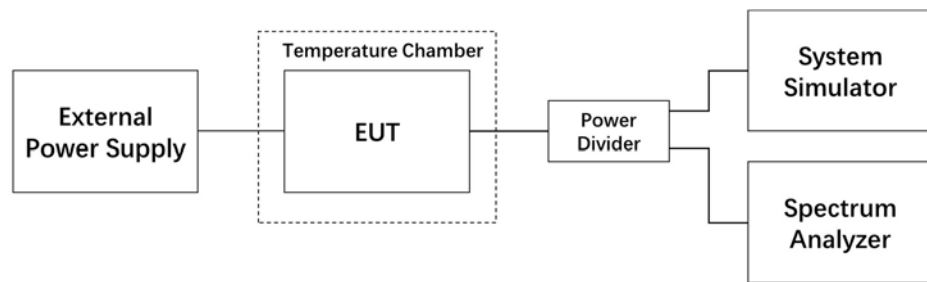 Temperature Chamber
External
Power Supply
EUT
Power
Divider
System
Simulator
Spectrum
Analyzer